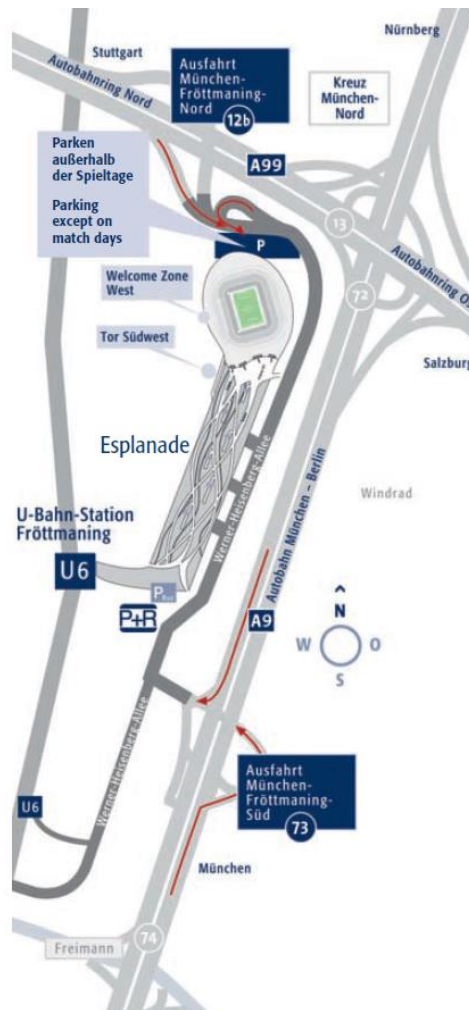 Stuttgart
Nürnberg
Autobahnring Nord
Ausfahrt
München-
Fröttmaning-
Nord
12b
Kreuz
München-
Nord
A99
Parken
außerhalb
der Spieltage
Parking
except on
match days
P
13
Autobahnring O
72
Welcome Zone
West
Tor Südwest
Salzburg
Esplanade
Werner-Heisenberg-Allee
Autobahn München - Berlin
Windrad
U-Bahn-Station
Fröttmaning
U6
P+R
A9
N
W
O
S
Werner-Heisenberg-Allee
Ausfahrt
München-
Fröttmaning-
Süd
73
U6
München
74
Freimann